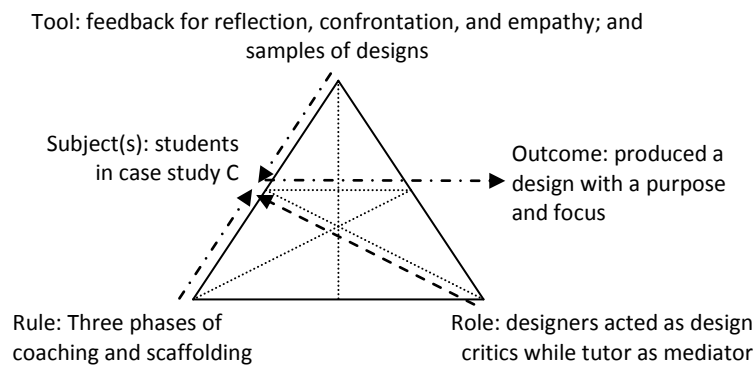 Tool: feedback for reflection, confrontation, and empathy; and
samples of designs
Subject(s): students
in case study C
Outcome: produced a
design with a purpose
and focus
Rule: Three phases of
coaching and scaffolding
Role: designers acted as design
critics while tutor as mediator